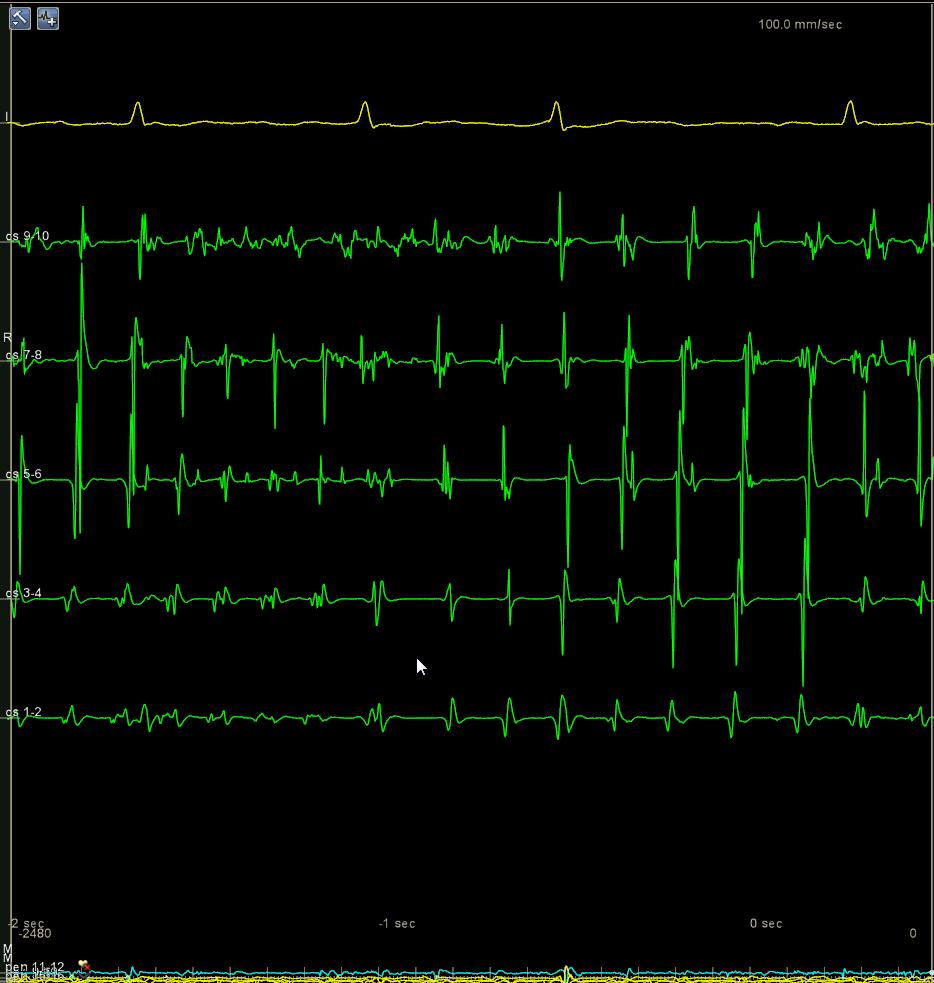 100.0 mm/sec
I
cs 9-10
R
cs 7-8
cs 5-6
cs 3-4
cs 1-2
-2 sec
-1 sec
0 sec
-2480
0
M
M
pen 11-12